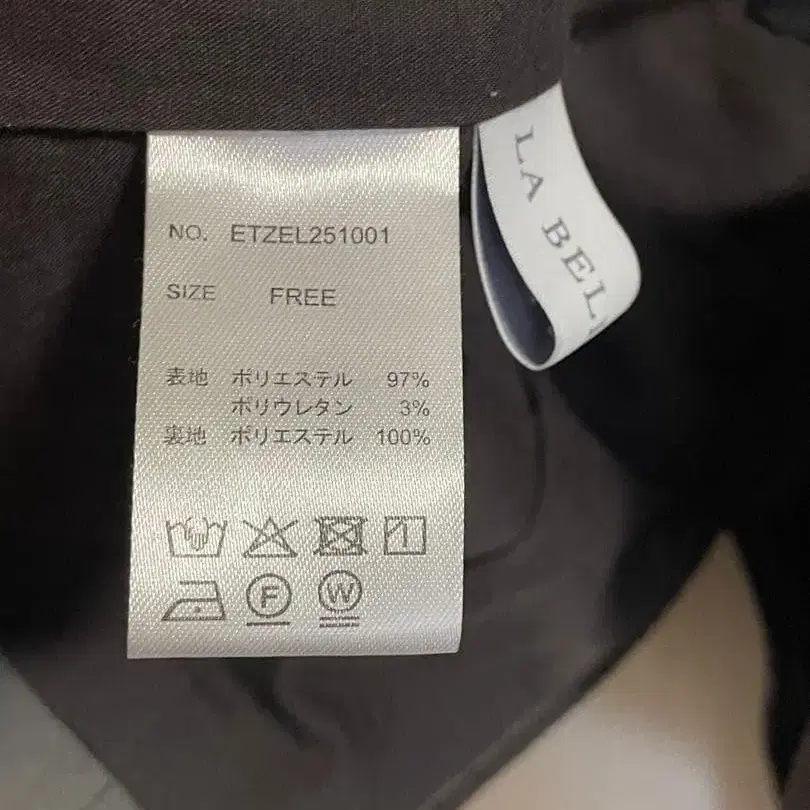 NO. ETZEL251001
SIZE FREE
表地 ポリエステル 97%
ポリウレタン 3%
裏地 ポリエステル 100%
F W
LA BEL